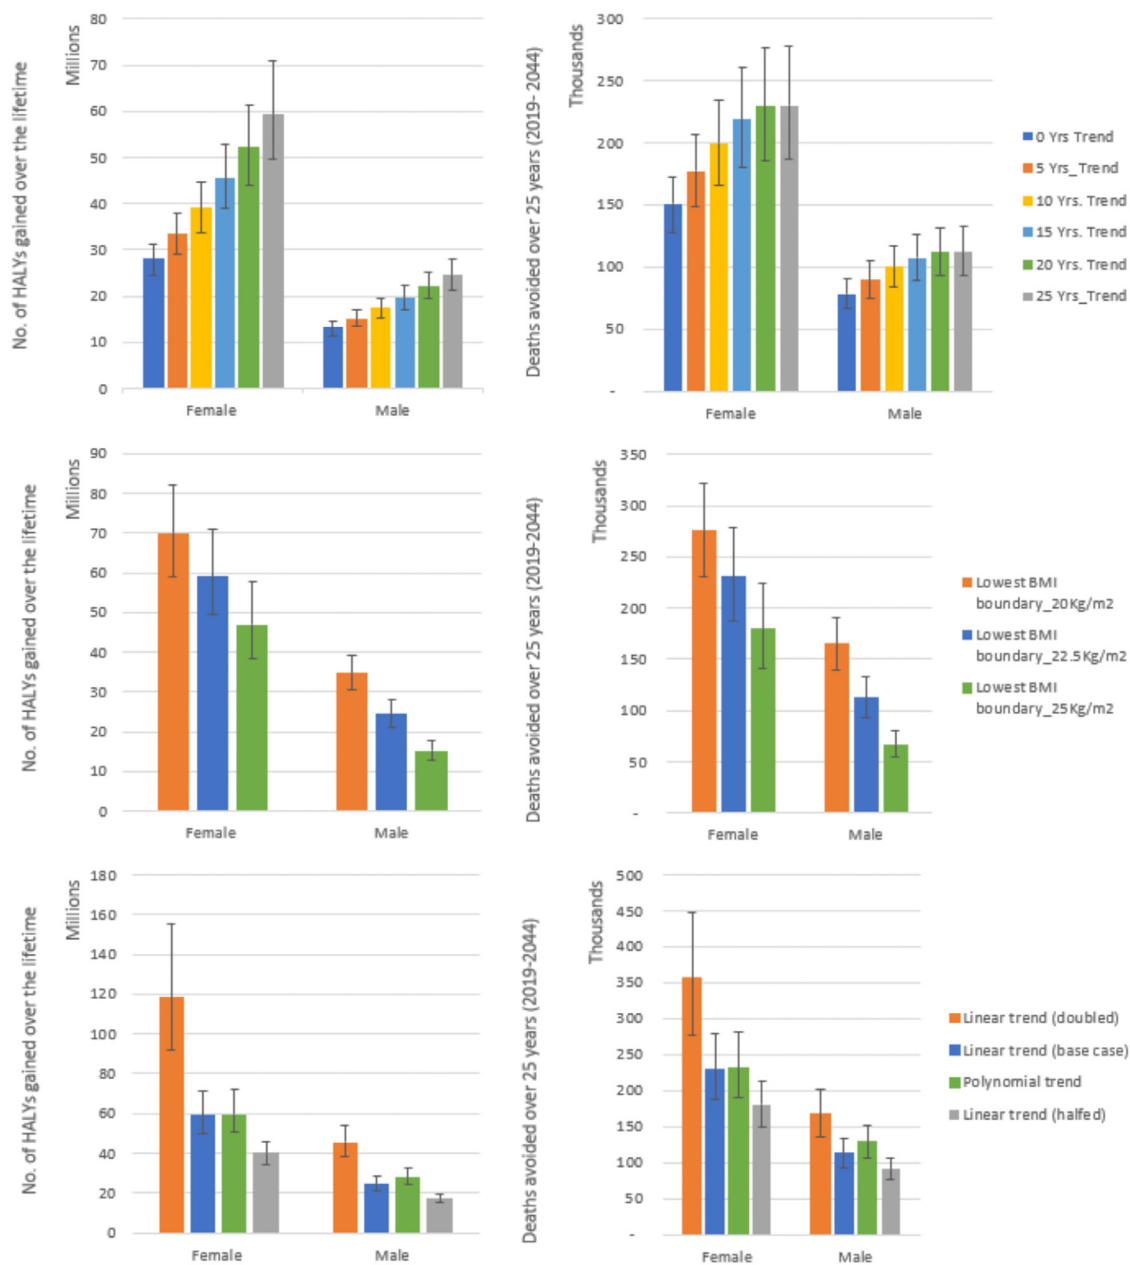 No. of HALYs gained over the lifetime
Millions
80
70
60
50
40
30
20
10
0
Female
Male
Deaths avoided over 25 years (2019- 2044)
Thousands
300
250
200
150
100
50
-
Female
Male
0 Yrs Trend
5 Yrs_Trend
10 Yrs. Trend
15 Yrs. Trend
20 Yrs. Trend
25 Yrs_Trend
No. of HALYs gained over the lifetime
Millions
90
80
70
60
50
40
30
20
10
0
Female
Male
Deaths avoided over 25 years (2019-2044)
Thousands
350
300
250
200
150
100
50
-
Female
Male
Lowest BMI
boundary_20Kg/m2
Lowest BMI
boundary_22.5Kg/m2
Lowest BMI
boundary_25Kg/m2
No. of HALYs gained over the lifetime
Millions
180
160
140
120
100
80
60
40
20
0
Female
Male
Deaths avoided over 25 years (2019-2044)
Thousands
500
450
400
350
300
250
200
150
100
50
-
Female
Male
Linear trend (doubled)
Linear trend (base case)
Polynomial trend
Linear trend (halfed)